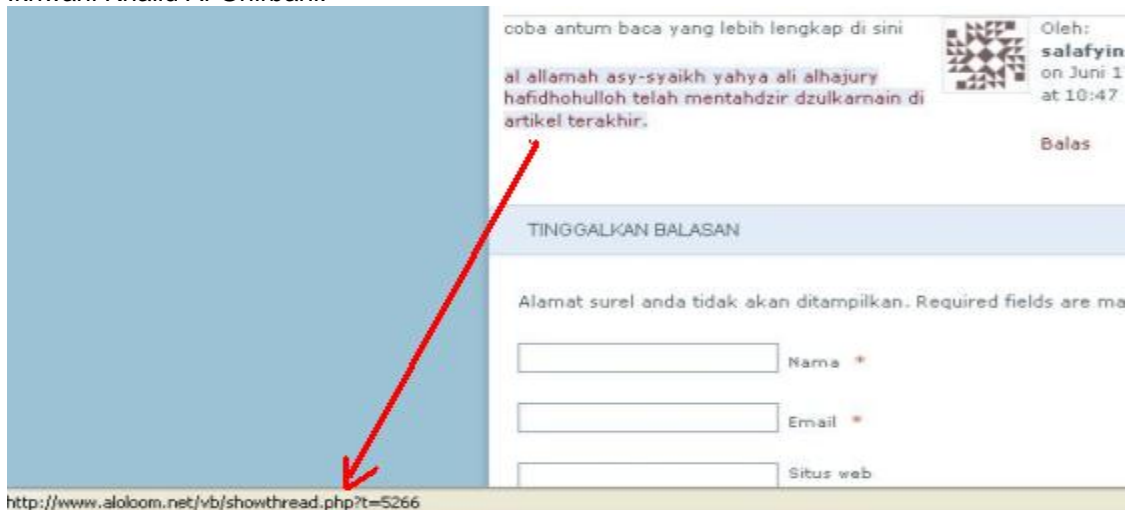 coba antum baca yang lebih lengkap di sini
al allamah asy-syaikh yahya ali alhajury
hafidhohulloh telah mentahdzir dzulkarnain di
artikel terakhir.
Oleh:
salafyin
on Juni 1
at 10:47
Balas
TINGGALKAN BALASAN
Alamat surel anda tidak akan ditampilkan. Required fields are ma
Nama *
Email *
Situs web
http://www.aloloom.net/vb/showthread.php?t=5266